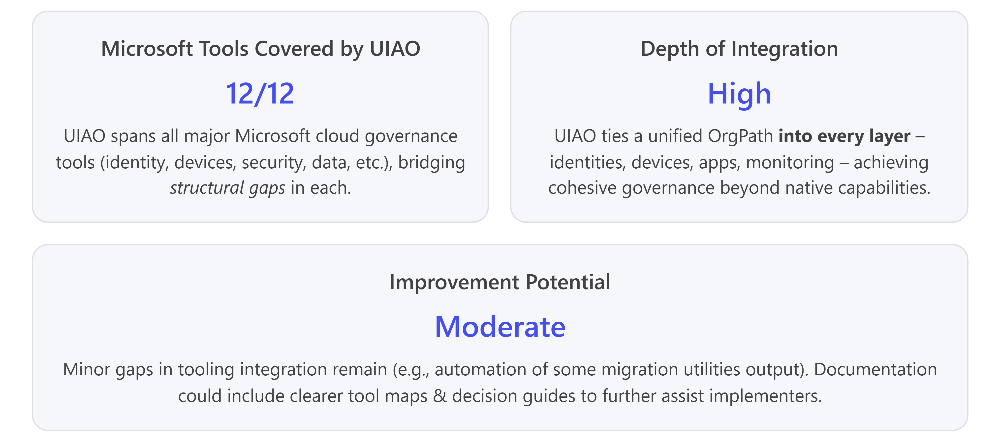 Microsoft Tools Covered by UIAO
12/12
UIAO spans all major Microsoft cloud governance
tools (identity, devices, security, data, etc.), bridging
structural gaps in each.
Depth of Integration
High
UIAO ties a unified OrgPath into every layer –
identities, devices, apps, monitoring – achieving
cohesive governance beyond native capabilities.
Improvement Potential
Moderate
Minor gaps in tooling integration remain (e.g., automation of some migration utilities output). Documentation
could include clearer tool maps & decision guides to further assist implementers.